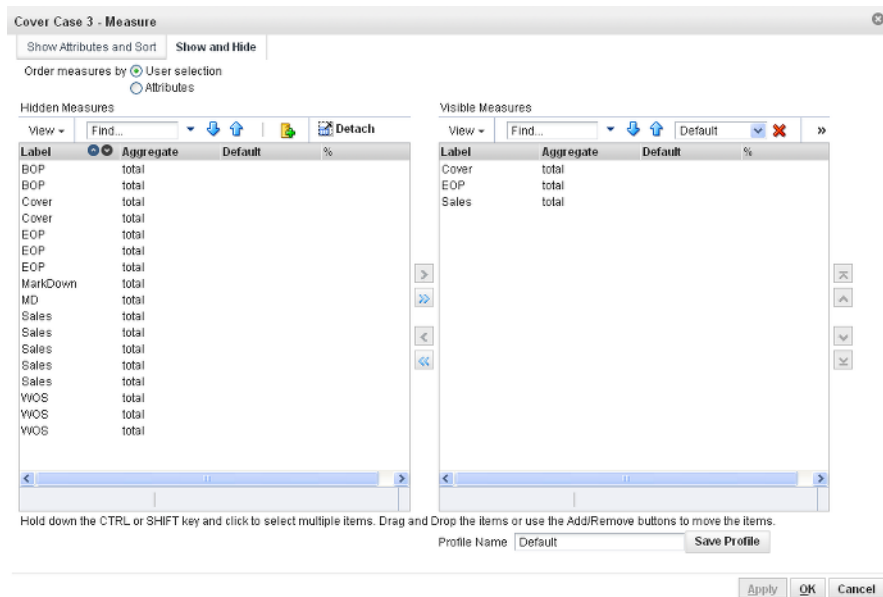 Cover Case 3 - Measure
Show Attributes and Sort Show and Hide
Order measures by User selection
Attributes
Hidden Measures
View Find... Detach
Label Aggregate Default %
BOP total
BOP total
Cover total
Cover total
EOP total
EOP total
EOP total
MarkDown total
MD total
Sales total
Sales total
Sales total
Sales total
Sales total
WOS total
WOS total
WOS total
Visible Measures
View Find... Default »
Label Aggregate Default %
Cover total
EOP total
Sales total
Hold down the CTRL or SHIFT key and click to select multiple items. Drag and Drop the items or use the Add/Remove buttons to move the items.
Profile Name Default Save Profile
Apply OK Cancel